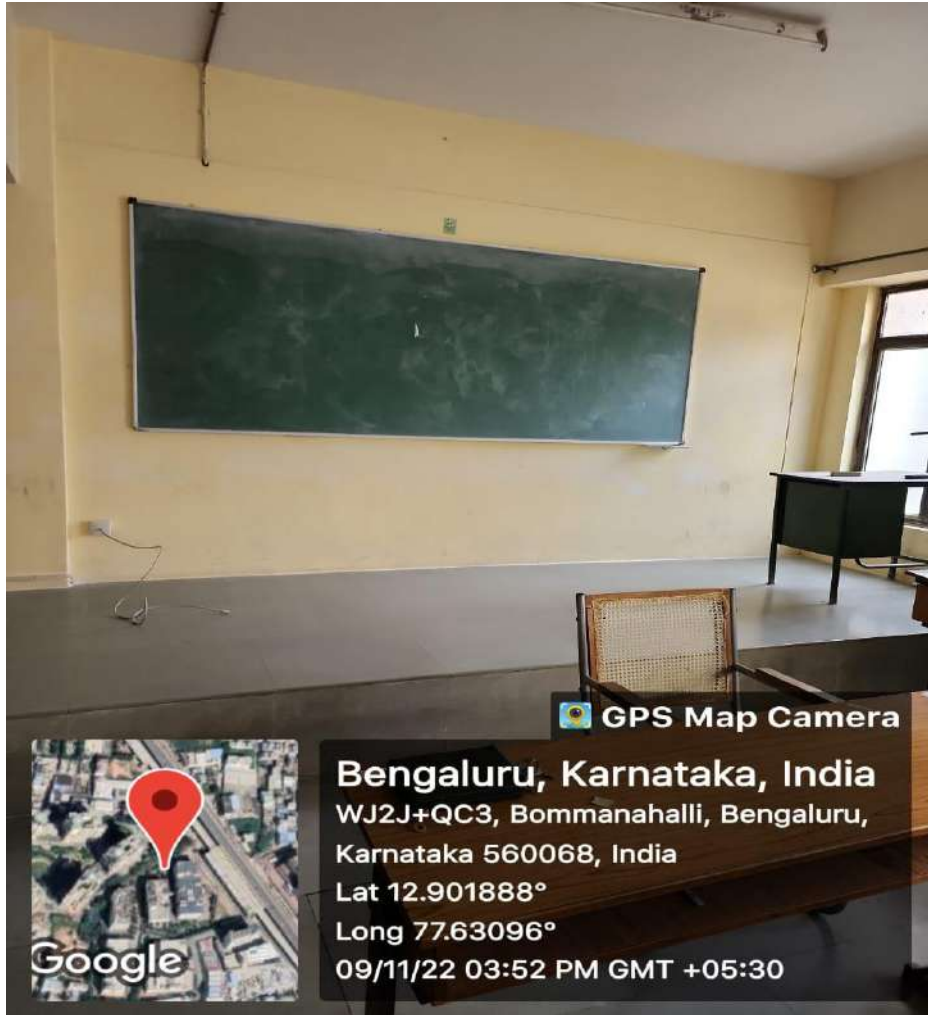 GPS Map Camera
Bengaluru, Karnataka, India
WJ2J+QC3, Bommanahalli, Bengaluru,
Karnataka 560068, India
Lat 12.901888°
Long 77.63096°
09/11/22 03:52 PM GMT +05:30
Google